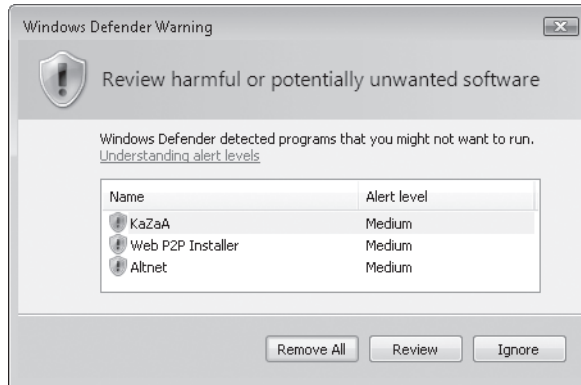 Windows Defender Warning
Review harmful or potentially unwanted software
Windows Defender detected programs that you might not want to run.
Understanding alert levels
Name Alert level
KaZaA Medium
Web P2P Installer Medium
Altnet Medium
Remove All Review Ignore